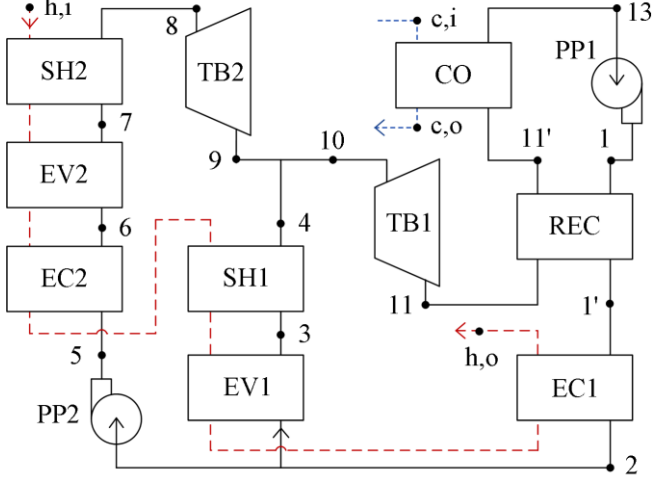 h,i
8
c,i
13
SH2
TB2
CO
PP1
7
c,o
9
10
11'
1
EV2
6
4
TB1
REC
EC2
SH1
11
1'
5
3
h,o
PP2
EV1
EC1
2